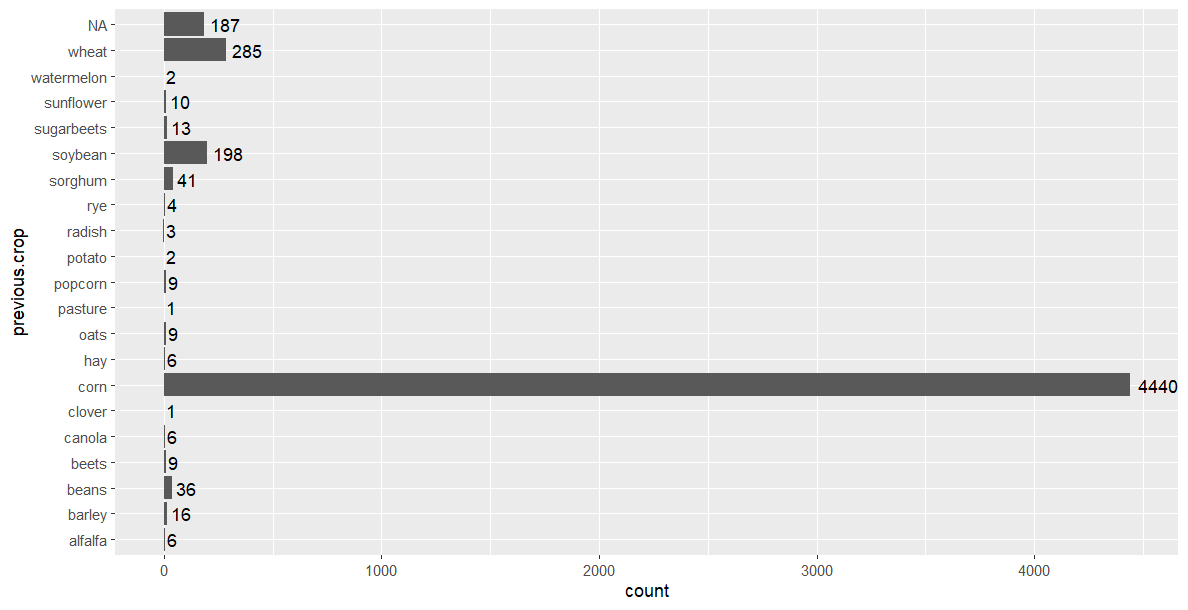 previous.crop
NA 187
wheat 285
watermelon 2
sunflower 10
sugarbeets 13
soybean 198
sorghum 41
rye 4
radish 3
potato 2
popcorn 9
pasture 1
oats 9
hay 6
corn 4440
clover 1
canola 6
beets 9
beans 36
barley 16
alfalfa 6
0 1000 2000 3000 4000
count